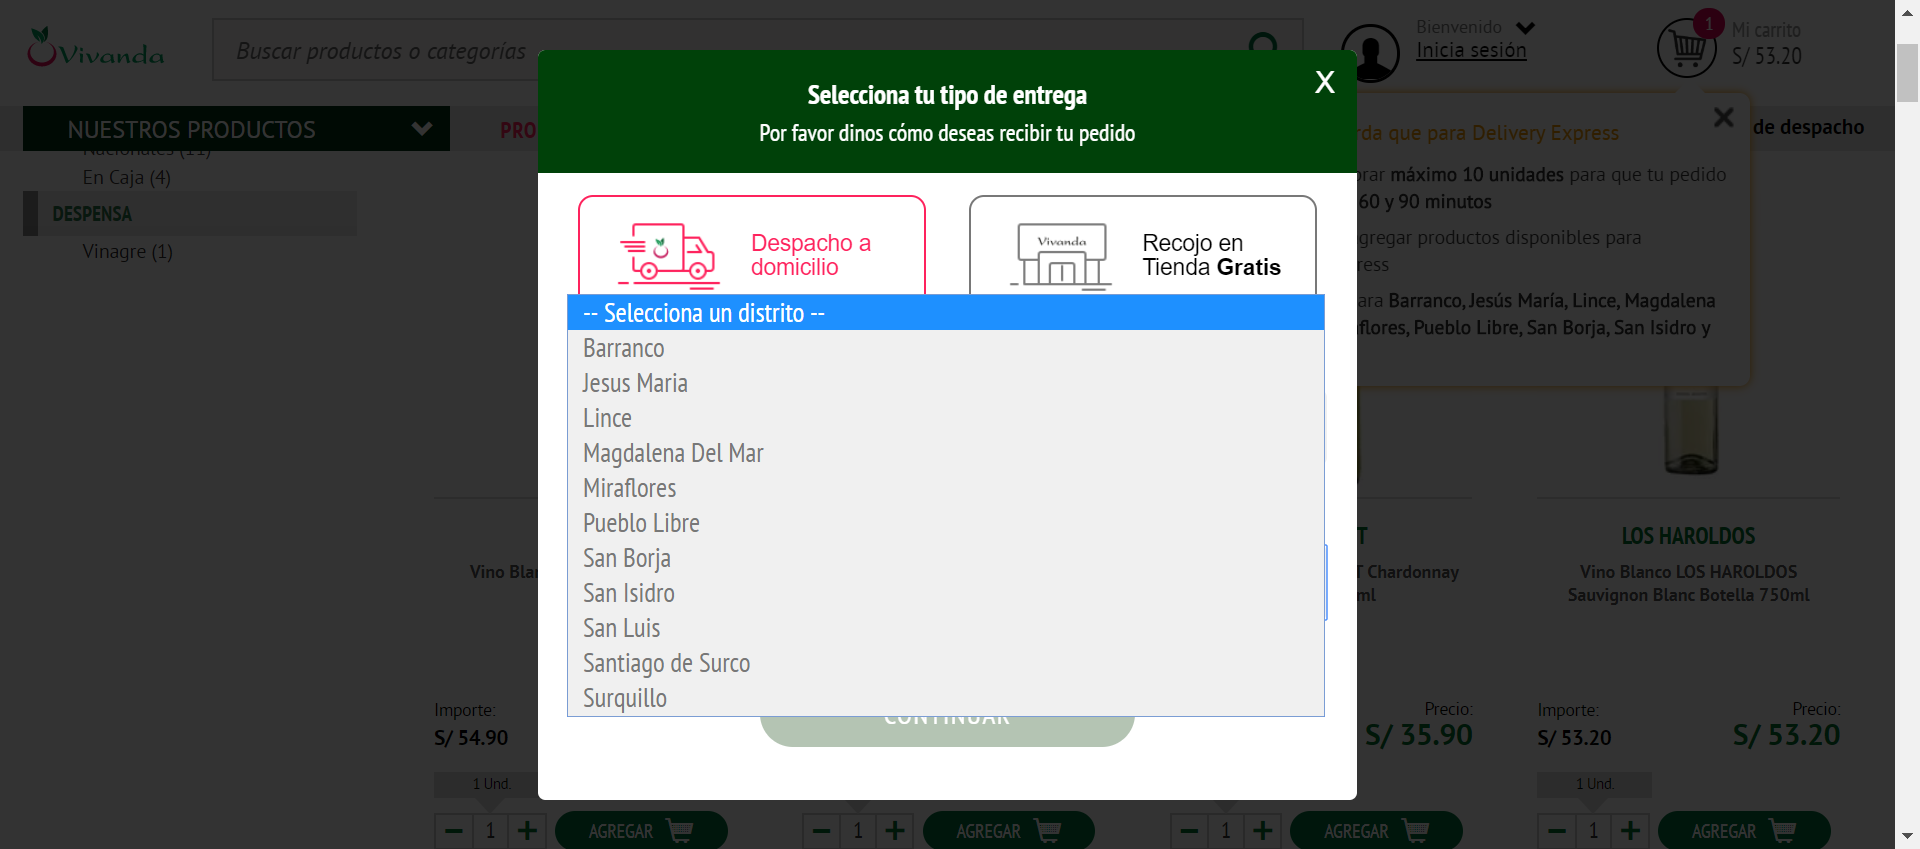 Vivanda
Buscar productos o categorías
Bienvenido
Inicia sesión
1
Mi carrito
S/ 53.20
NUESTROS PRODUCTOS
PRO
de despacho
En Caja (4)
DESPENSA
Vinagre (1)
Selecciona tu tipo de entrega
X
Por favor dinos cómo deseas recibir tu pedido
Despacho a
domicilio
Vivanda
Recojo en
Tienda Gratis
-- Selecciona un distrito --
Barranco
Jesus Maria
Lince
Magdalena Del Mar
Miraflores
Pueblo Libre
San Borja
San Isidro
San Luis
Santiago de Surco
Surquillo
CONTINUAR
rda que para Delivery Express
rar máximo 10 unidades para que tu pedido
60 y 90 minutos
agregar productos disponibles para
ress
ara Barranco, Jesús María, Lince, Magdalena
flores, Pueblo Libre, San Borja, San Isidro y
Vino Bla
T
T Chardonnay
ml
LOS HAROLDOS
Vino Blanco LOS HAROLDOS
Sauvignon Blanc Botella 750ml
Importe:
S/ 54.90
Precio:
S/ 35.90
Importe:
S/ 53.20
Precio:
S/ 53.20
1 Und.
1 Und.
1 AGREGAR
1 AGREGAR
1 AGREGAR
1 AGREGAR